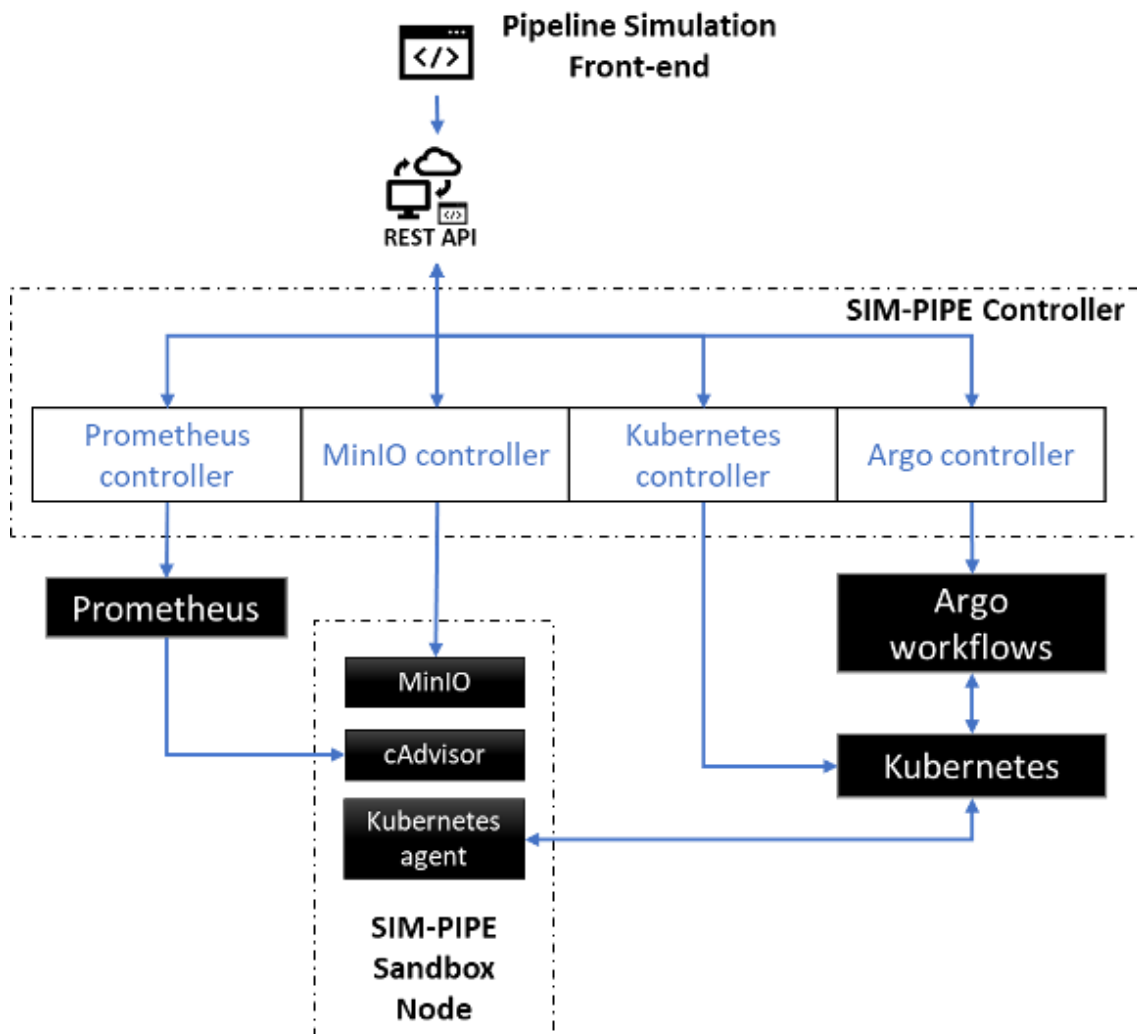 Pipeline Simulation
Front-end
</>
</>
REST API
SIM-PIPE Controller
Prometheus
controller
MinIO controller
Kubernetes
controller
Argo controller
Prometheus
Argo
workflows
MinIO
cAdvisor
Kubernetes
Kubernetes
agent
SIM-PIPE
Sandbox
Node